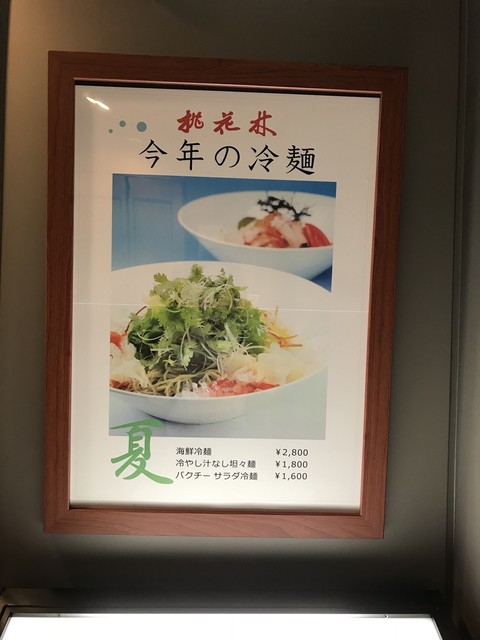 桃花林
今年の冷麺
夏
海鮮冷麺 ¥2,800
冷やし汁なし坦々麺 ¥1,800
パクチー サラダ冷麺 ¥1,600